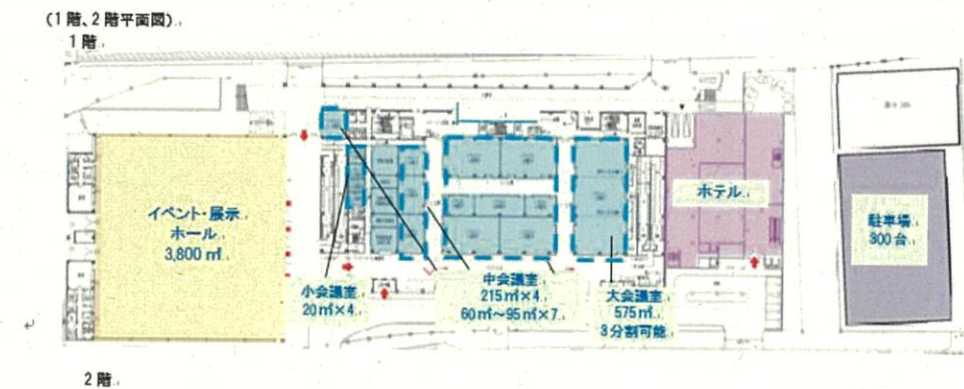 (1階、2階平面図)
1階
イベント・展示
ホール
3,800㎡
小会議室
20㎡×4
中会議室
215㎡×4
60㎡~95㎡×7
大会議室
575㎡
3分割可能
ホテル
駐車場
300台
2階